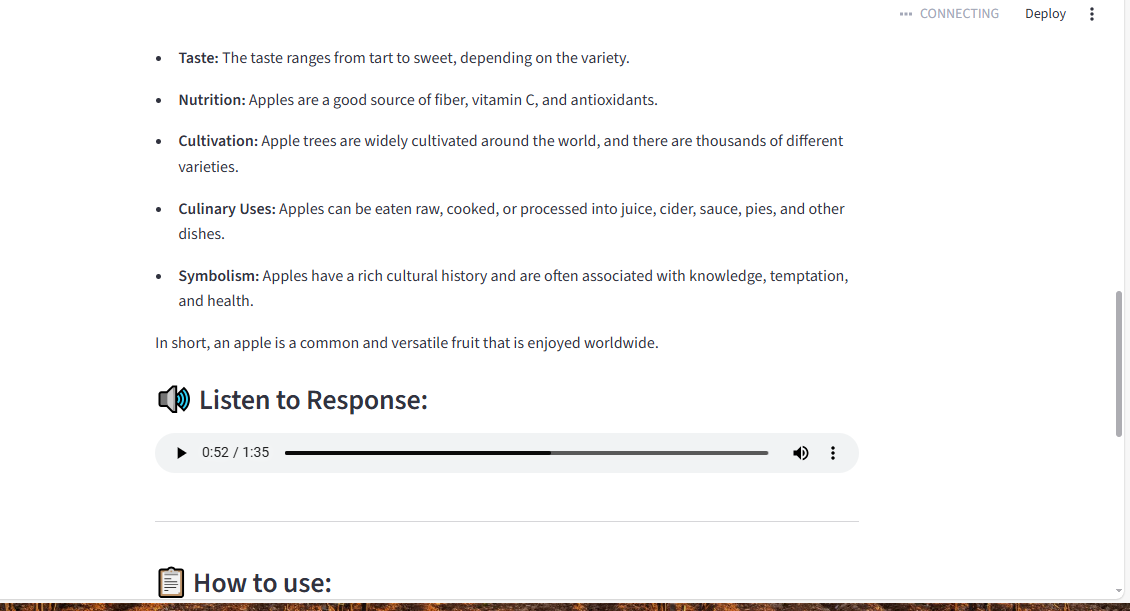 CONNECTING Deploy
Taste: The taste ranges from tart to sweet, depending on the variety.
Nutrition: Apples are a good source of fiber, vitamin C, and antioxidants.
Cultivation: Apple trees are widely cultivated around the world, and there are thousands of different
varieties.
Culinary Uses: Apples can be eaten raw, cooked, or processed into juice, cider, sauce, pies, and other
dishes.
Symbolism: Apples have a rich cultural history and are often associated with knowledge, temptation,
and health.
In short, an apple is a common and versatile fruit that is enjoyed worldwide.
Listen to Response:
0:52 / 1:35
How to use: